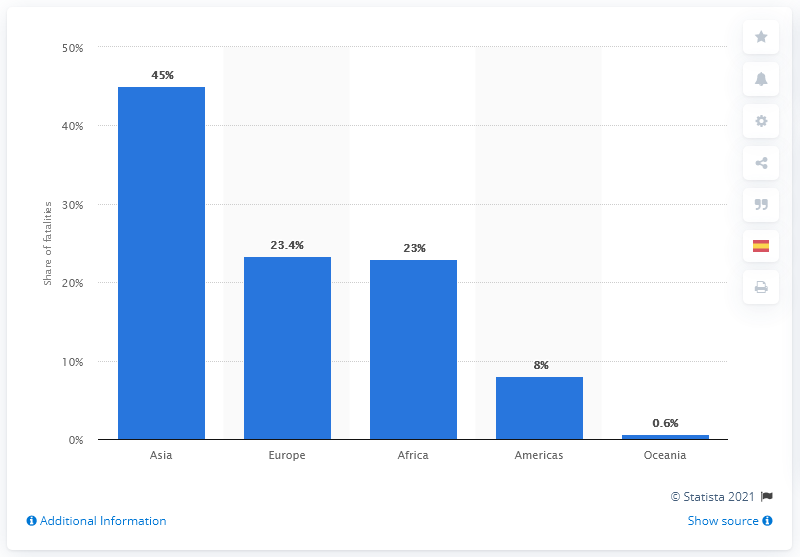 50%
45%
40%
30%
23.4%
23%
20%
10%
8%
0.6%
0%
Share of fatalities
Asia Europe Africa Americas Oceania
© Statista 2021
Additional Information Show source